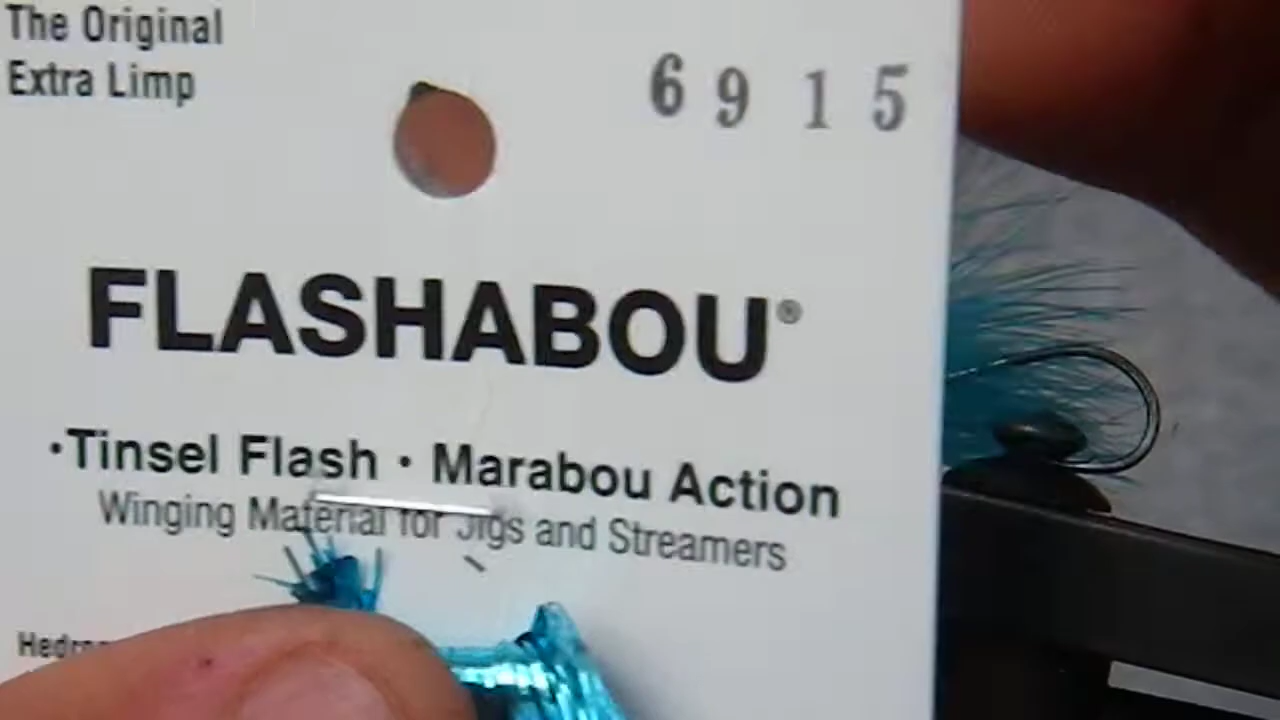 The Original
Extra Limp
6915
FLASHABOU®
·Tinsel Flash · Marabou Action
Winging Material for Jigs and Streamers